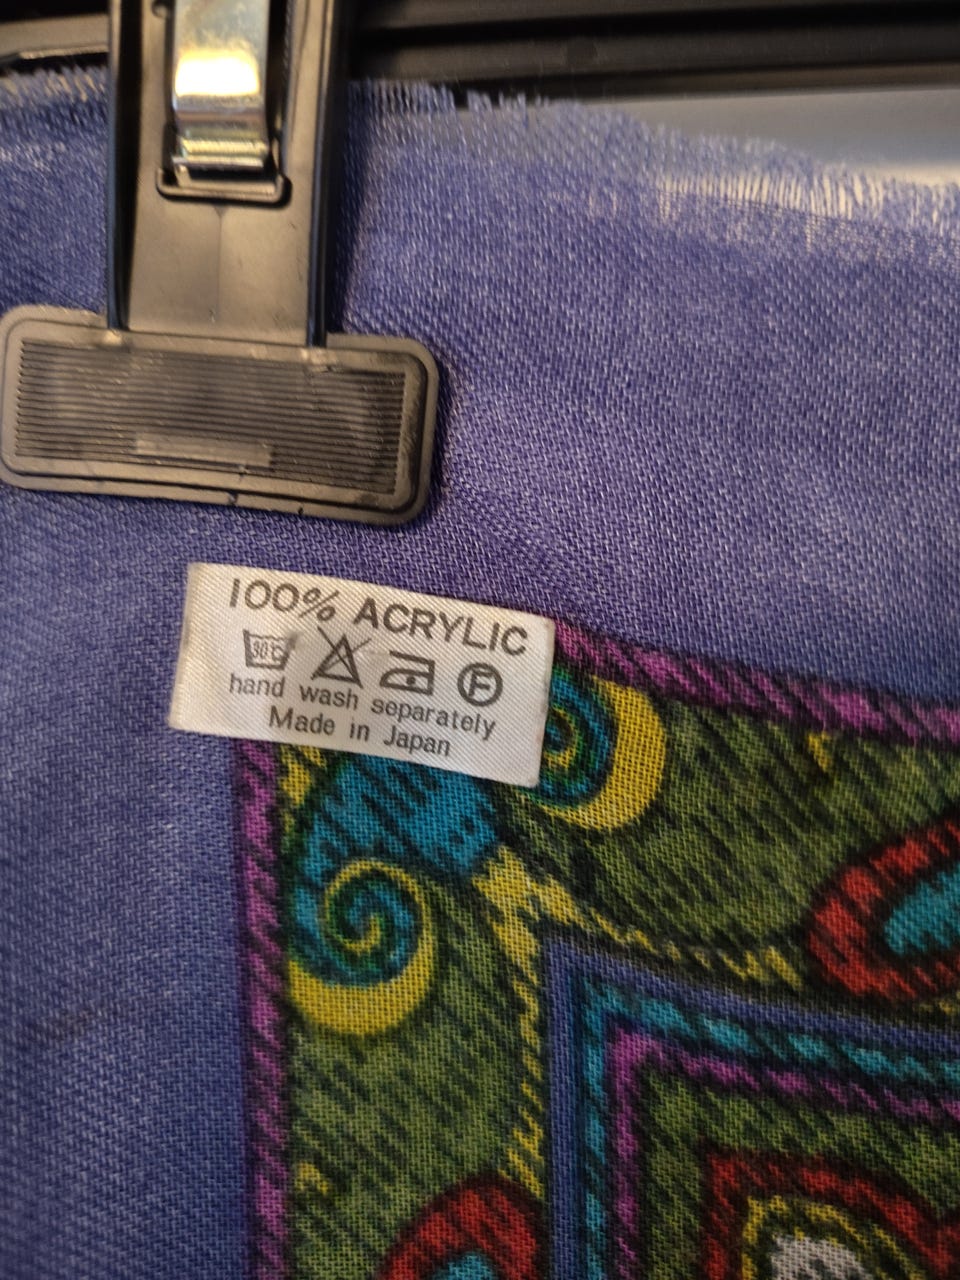 100% ACRYLIC
30°C F
hand wash separately
Made in Japan